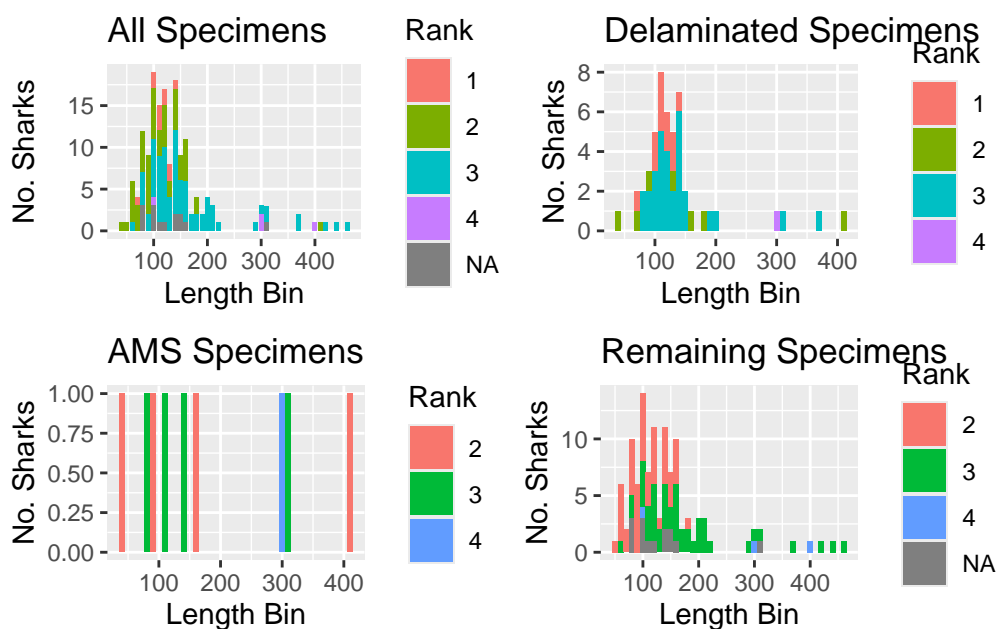 All Specimens
No. Sharks
15
10
5
0
100 200 300 400
Length Bin
Rank
1
2
3
4
NA
Delaminated Specimens
No. Sharks
8
6
4
2
0
100 200 300 400
Length Bin
Rank
1
2
3
4
AMS Specimens
No. Sharks
1.00
0.75
0.50
0.25
0.00
100 200 300 400
Length Bin
Rank
2
3
4
Remaining Specimens
No. Sharks
10
5
0
100 200 300 400
Length Bin
Rank
2
3
4
NA